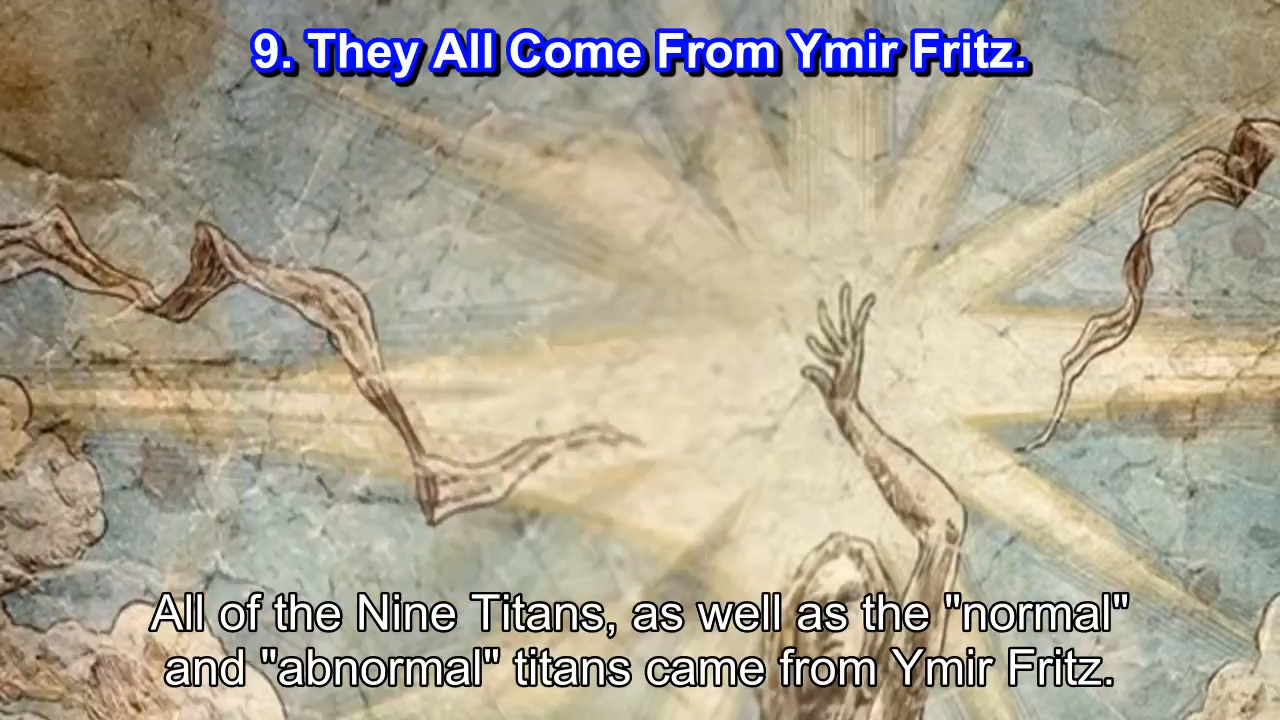 9. They All Come From Ymir Fritz.
All of the Nine Titans, as well as the "normal"
and "abnormal" titans came from Ymir Fritz.